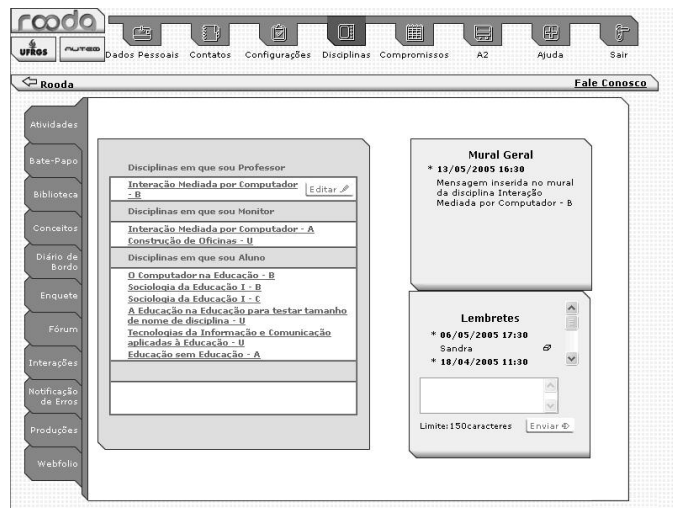 rooda
UFRGS
NUTED
Dados Pessoais
Contatos
Configurações
Disciplinas
Compromissos
A2
Ajuda
Sair
Rooda
Fale Conosco
Atividades
Bate-Papo
Biblioteca
Conceitos
Diário de
Bordo
Enquete
Fórum
Interações
Notificação
de Erros
Produções
Webfolio
Disciplinas em que sou Professor
Interação Mediada por Computador
- B
Editar
Disciplinas em que sou Monitor
Interação Mediada por Computador - A
Construção de Oficinas - U
Disciplinas em que sou Aluno
O Computador na Educação - B
Sociologia da Educação I - B
Sociologia da Educação I - C
A Educação na Educação para testar tamanho
de nome de disciplina - U
Tecnologias da Informação e Comunicação
aplicadas à Educação - U
Educação sem Educação - A
Mural Geral
* 13/05/2005 16:30
Mensagem inserida no mural
da disciplina Interação
Mediada por Computador - B
Lembretes
* 06/05/2005 17:30
Sandra
* 18/04/2005 11:30
Limite:150caracteres
Enviar